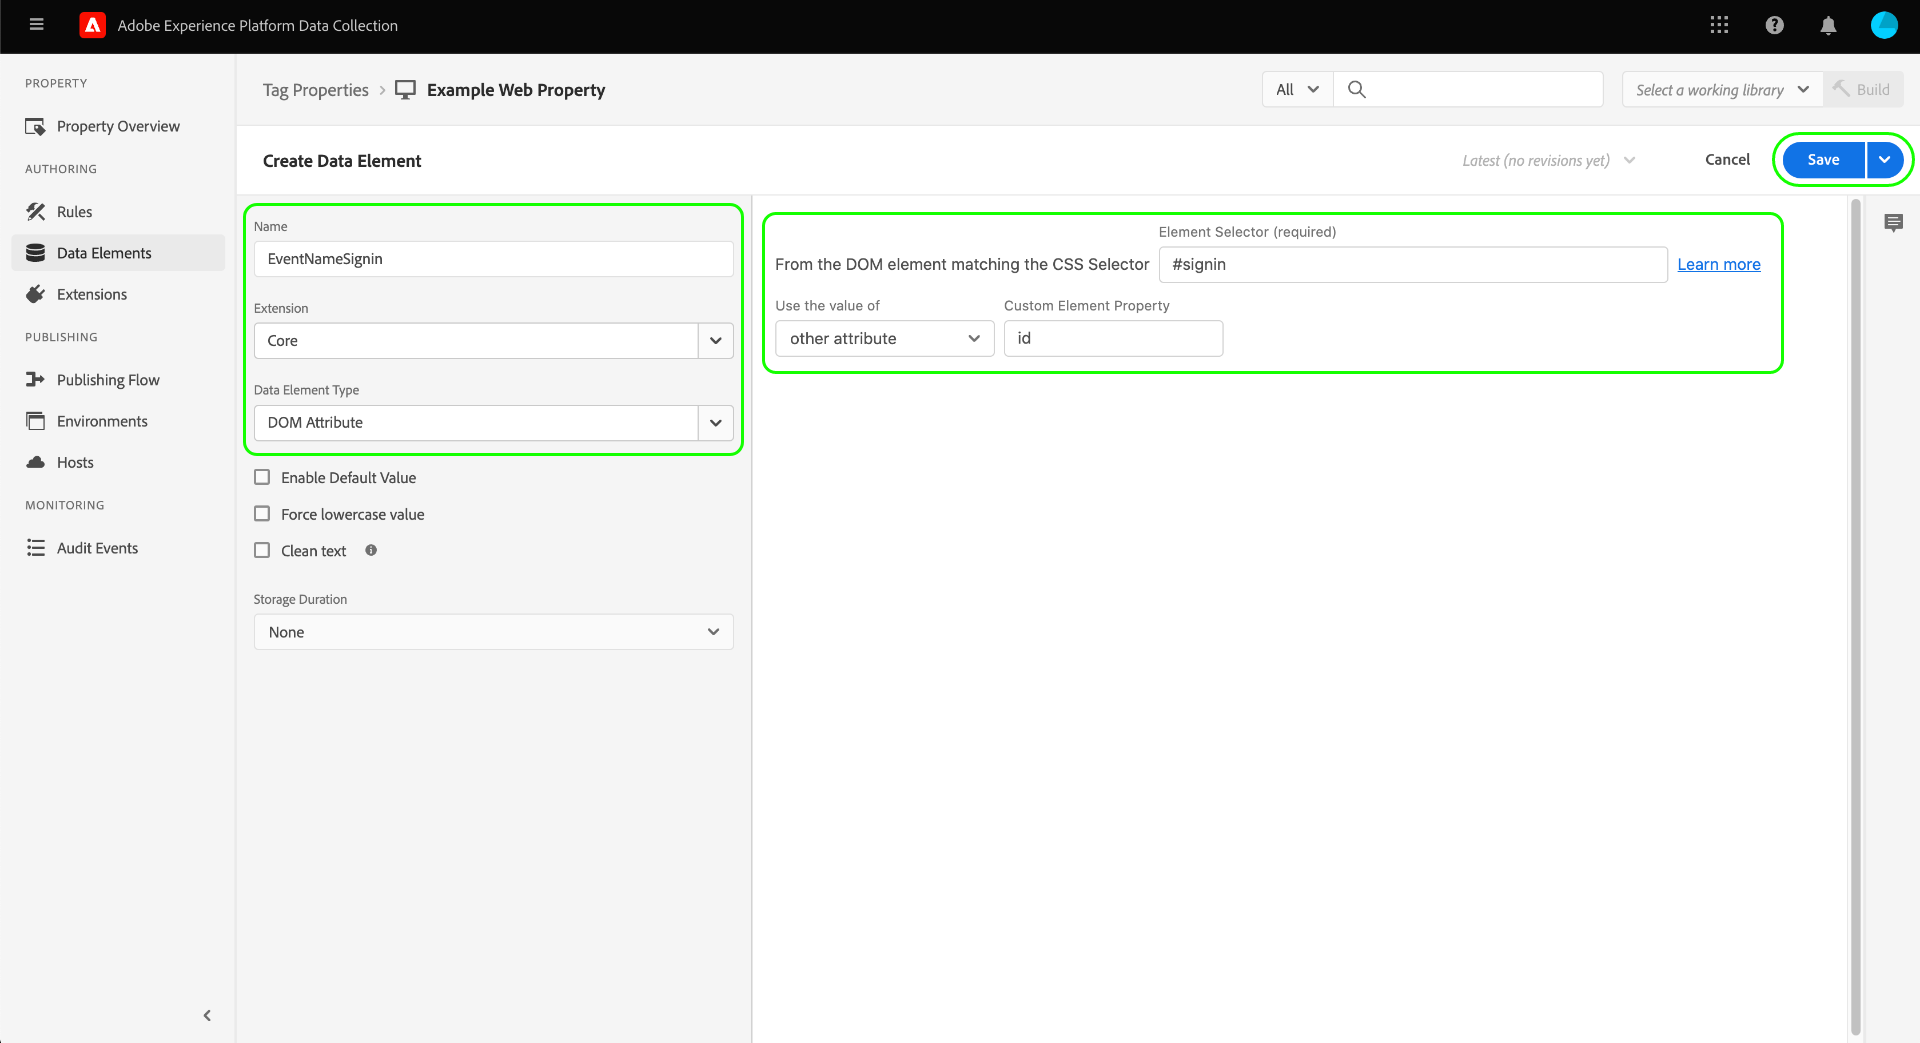 Adobe Experience Platform Data Collection
PROPERTY
Property Overview
AUTHORING
Rules
Data Elements
Extensions
PUBLISHING
Publishing Flow
Environments
Hosts
MONITORING
Audit Events
Tag Properties > Example Web Property
All
Select a working library
Build
Create Data Element
Latest (no revisions yet)
Cancel
Save
Name
EventNameSignin
Extension
Core
Data Element Type
DOM Attribute
Enable Default Value
Force lowercase value
Clean text
Storage Duration
None
Element Selector (required)
From the DOM element matching the CSS Selector #signin Learn more
Use the value of Custom Element Property
other attribute id